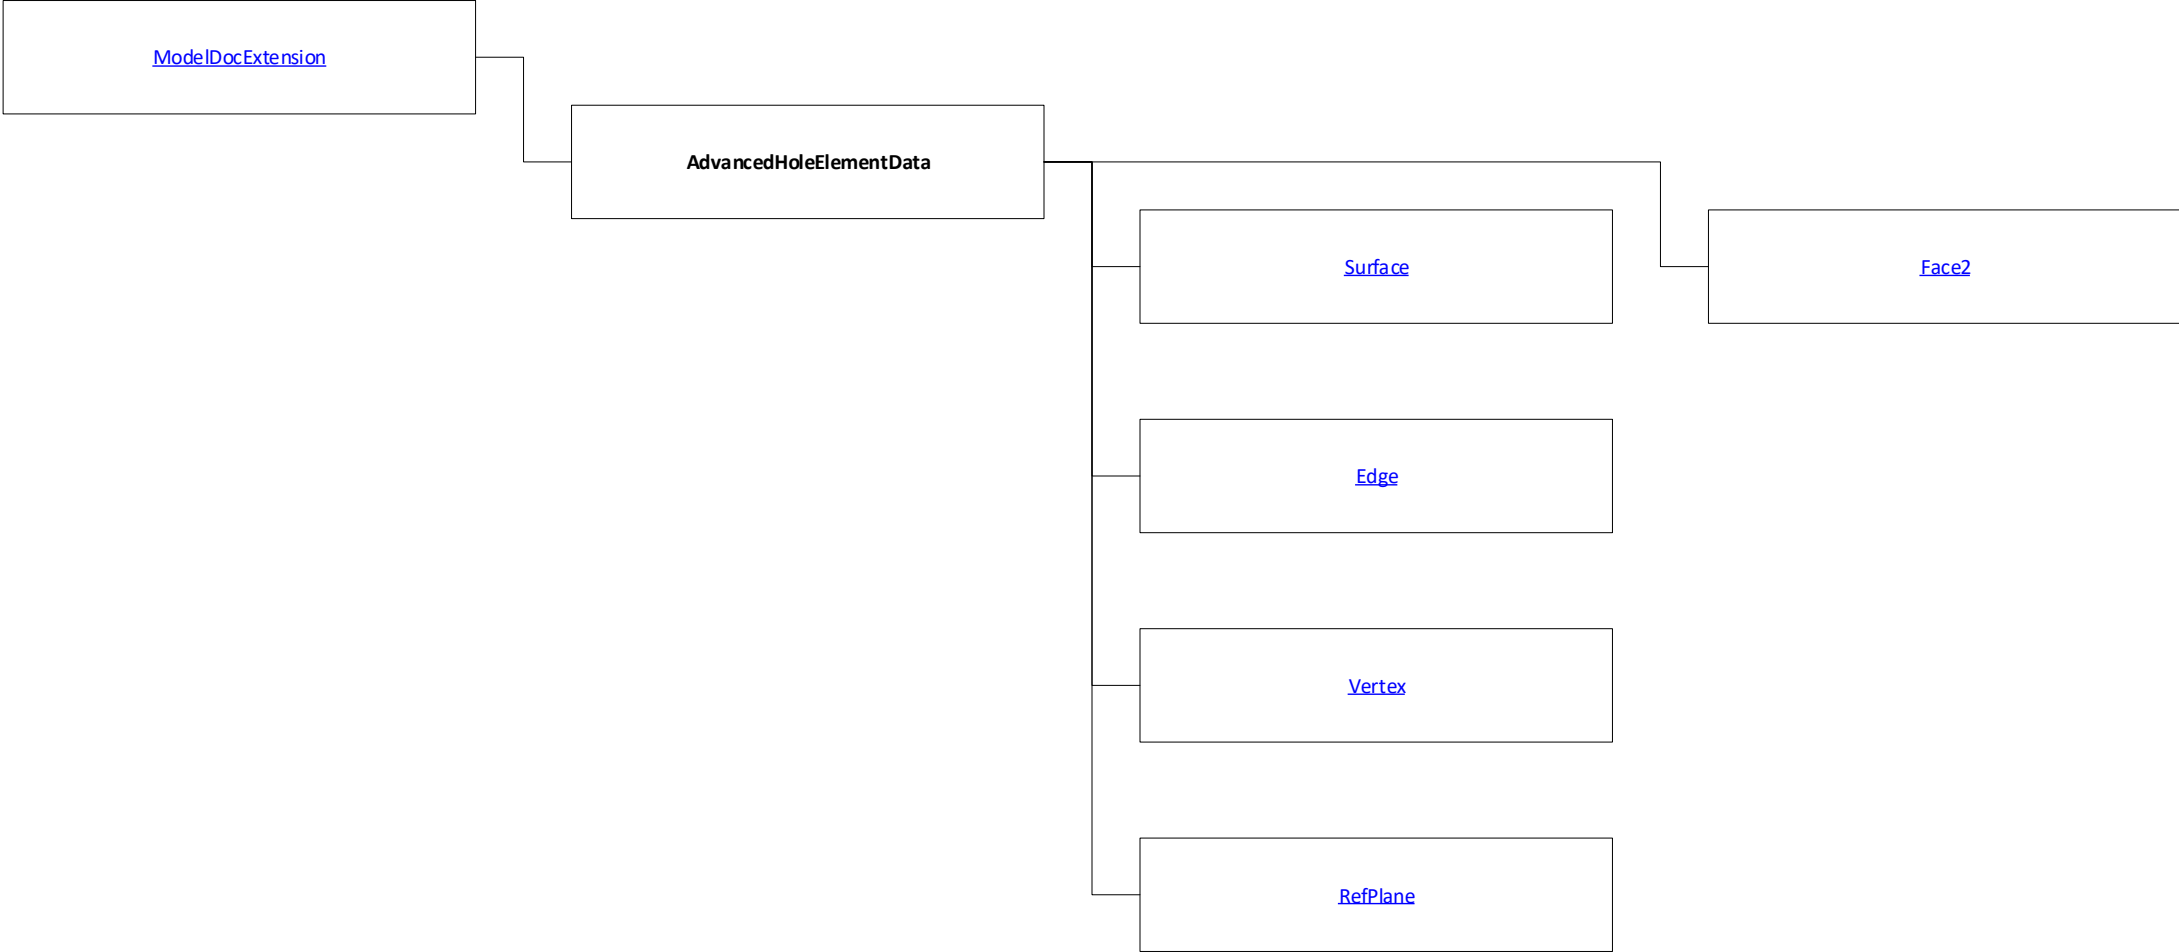 ModelDocExtension
AdvancedHoleElementData
Surface
Face2
Edge
Vertex
RefPlane